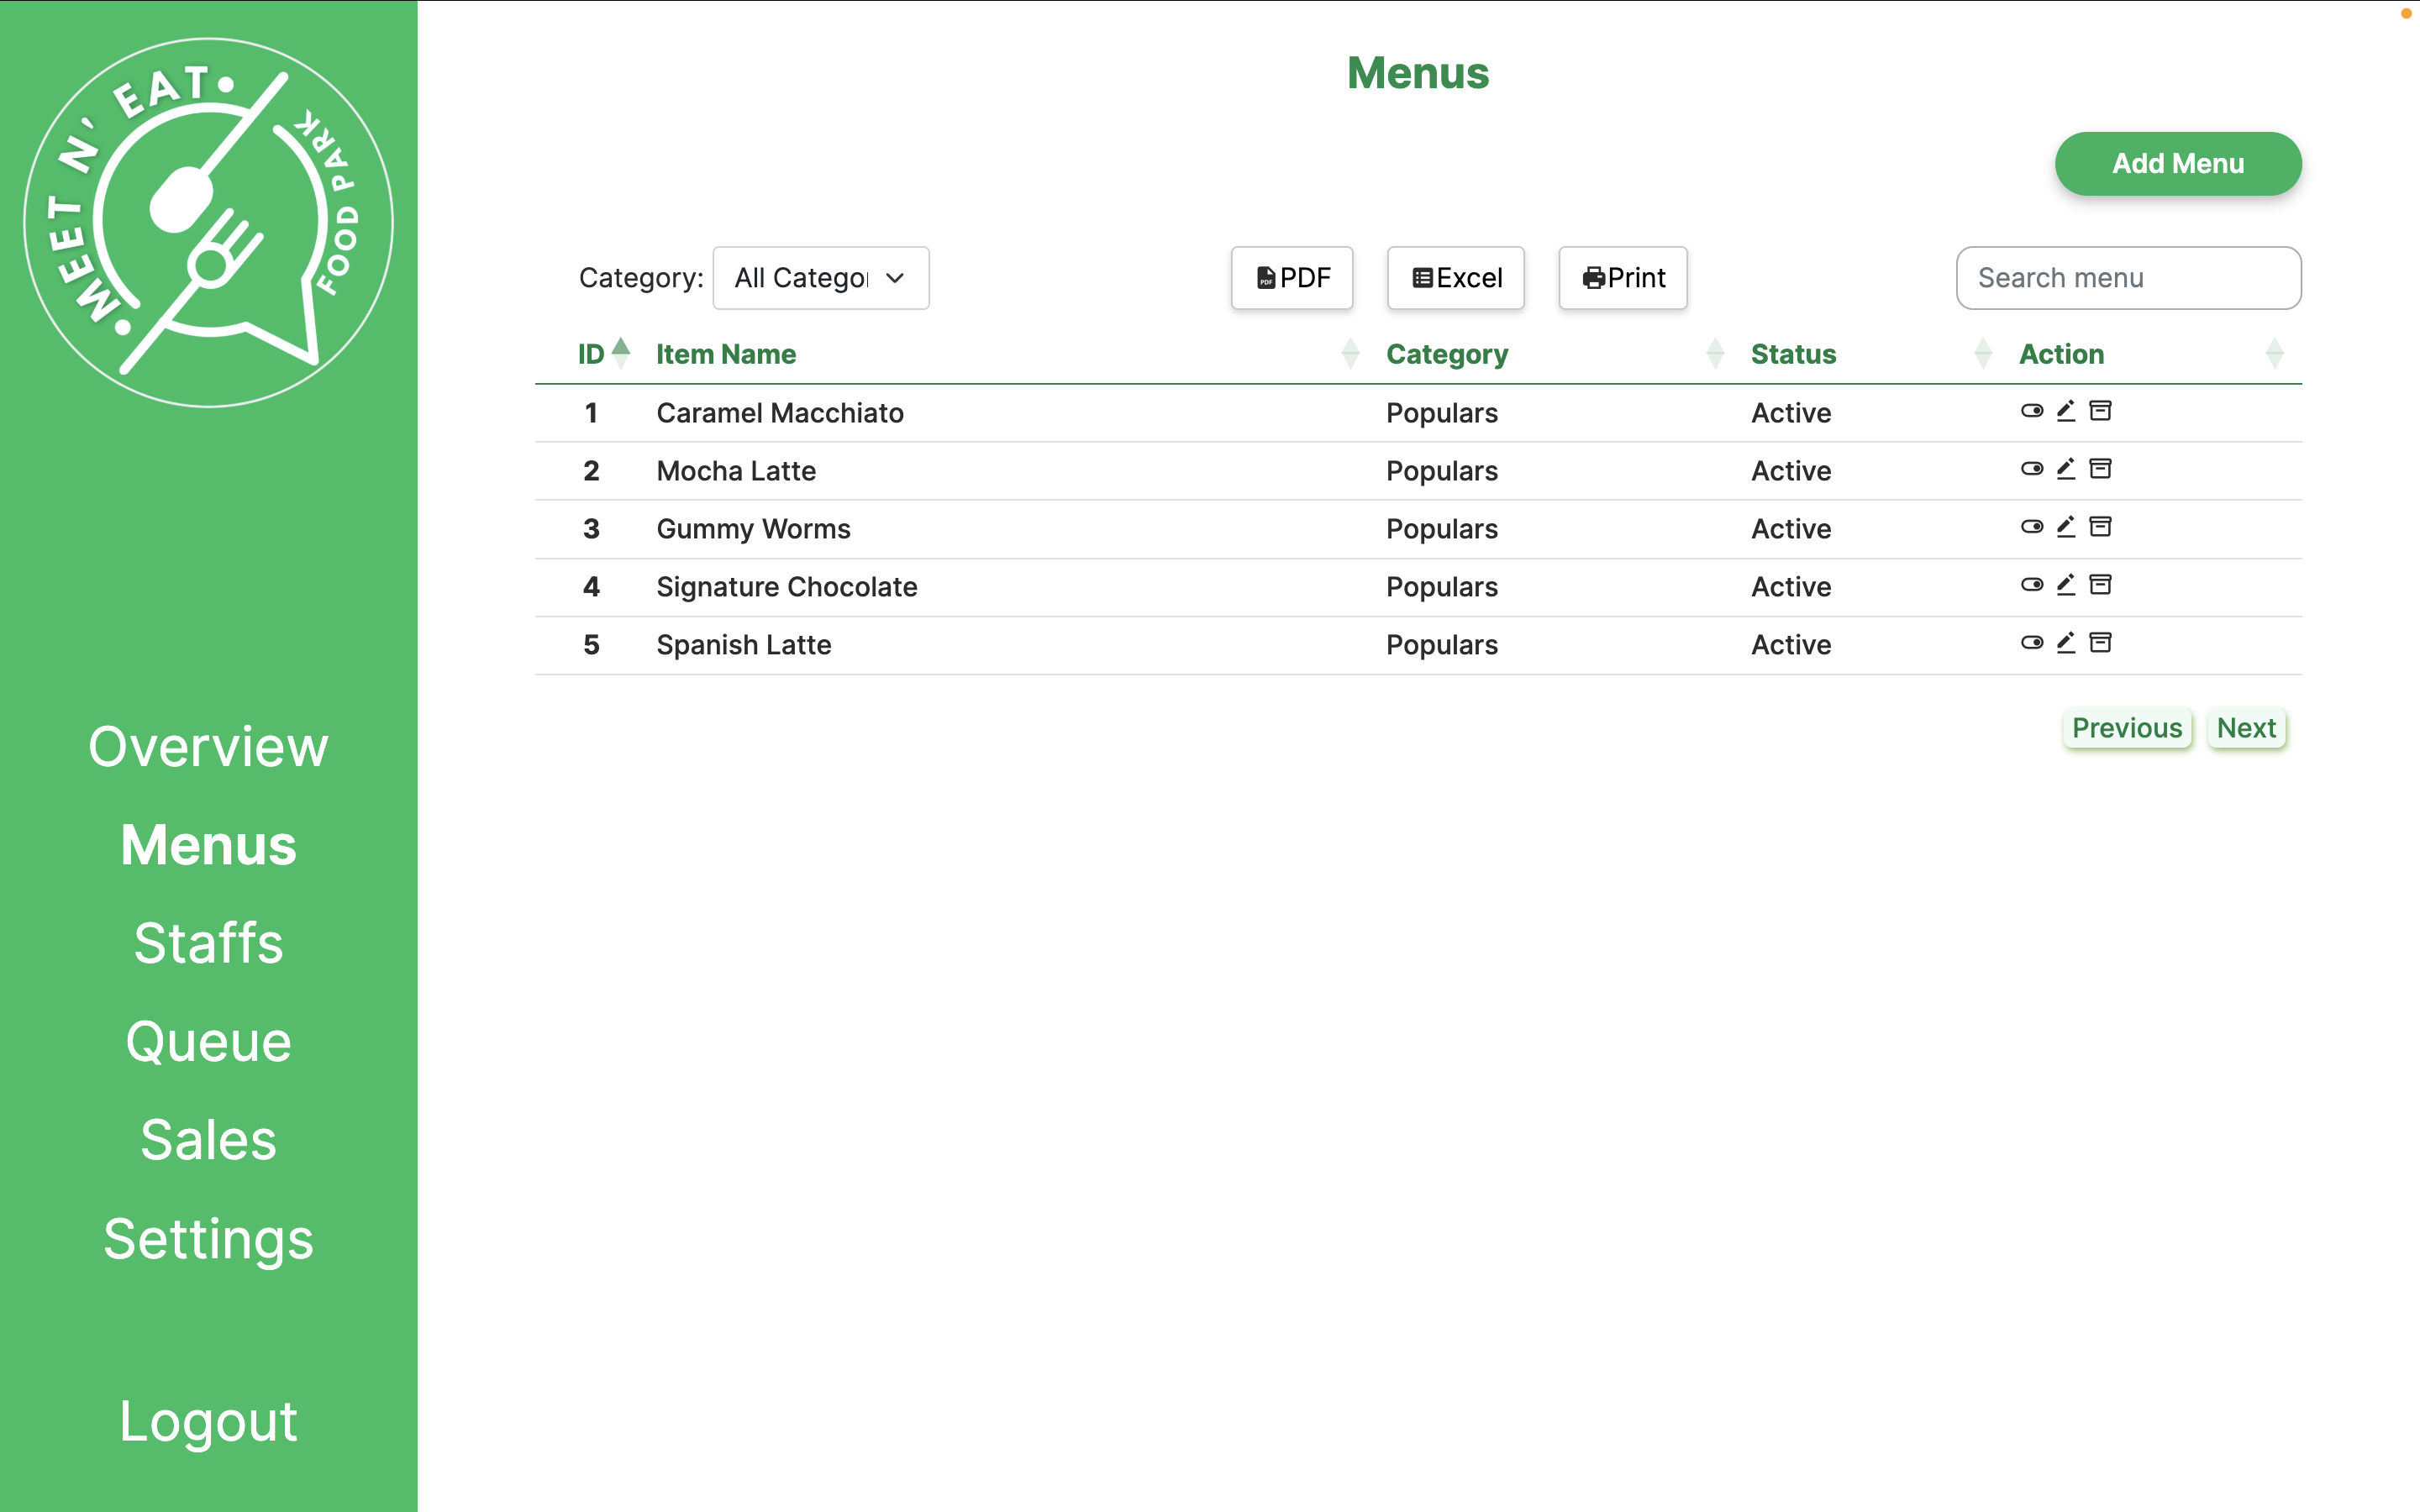 MEET N' EAT
FOOD PARK
Overview
Menus
Staffs
Queue
Sales
Settings
Logout
Menus
Add Menu
Category: All Categor PDF Excel Print Search menu
ID Item Name Category Status Action
1 Caramel Macchiato Populars Active
2 Mocha Latte Populars Active
3 Gummy Worms Populars Active
4 Signature Chocolate Populars Active
5 Spanish Latte Populars Active
Previous Next